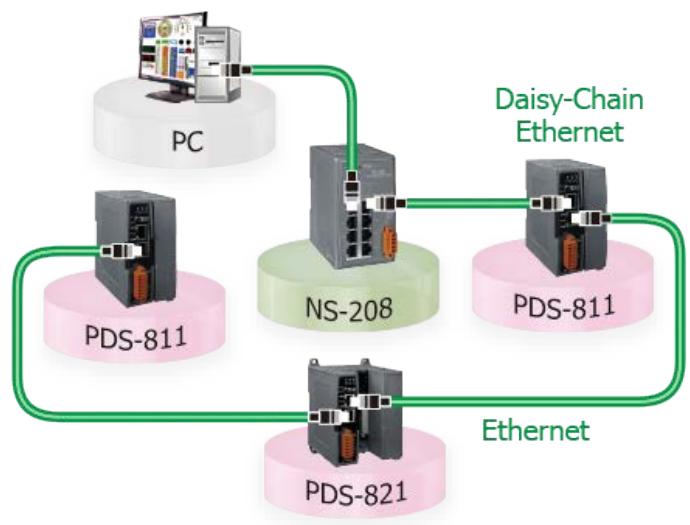 PC
Daisy-Chain
Ethernet
NS-208
PDS-811
PDS-811
Ethernet
PDS-821